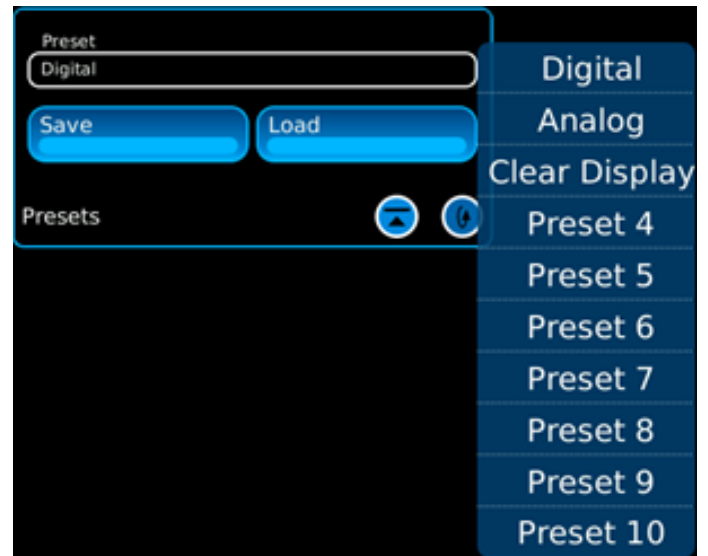 Preset
Digital
Save
Load
Presets
Digital
Analog
Clear Display
Preset 4
Preset 5
Preset 6
Preset 7
Preset 8
Preset 9
Preset 10